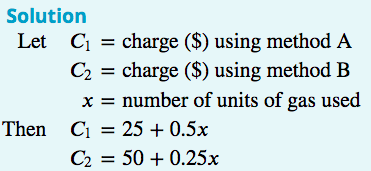 Solution
Let C₁ = charge ($) using method A
C₂ = charge ($) using method B
x = number of units of gas used
Then C₁ = 25 + 0.5x
C₂ = 50 + 0.25x